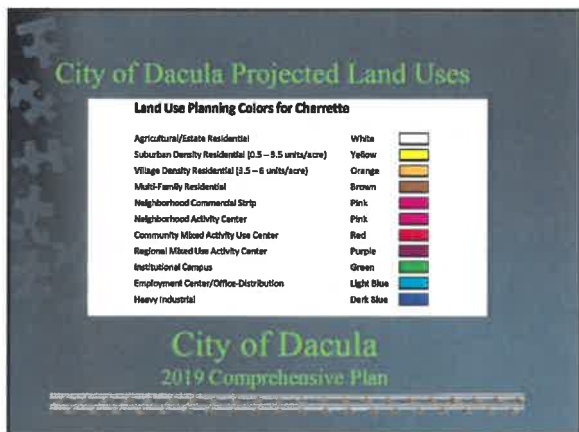 City of Dacula Projected Land Uses
Land Use Planning Colors for Charrette
Agricultural/Estate Residential White
Suburban Density Residential (0.5 – 3.5 units/acre) Yellow
Village Density Residential (3.5 – 6 units/acre) Orange
Multi-Family Residential Brown
Neighborhood Commercial Strip Pink
Neighborhood Activity Center Pink
Community Mixed Activity Use Center Red
Regional Mixed Use Activity Center Purple
Institutional Campus Green
Employment Center/Office-Distribution Light Blue
Heavy Industrial Dark Blue
City of Dacula
2019 Comprehensive Plan